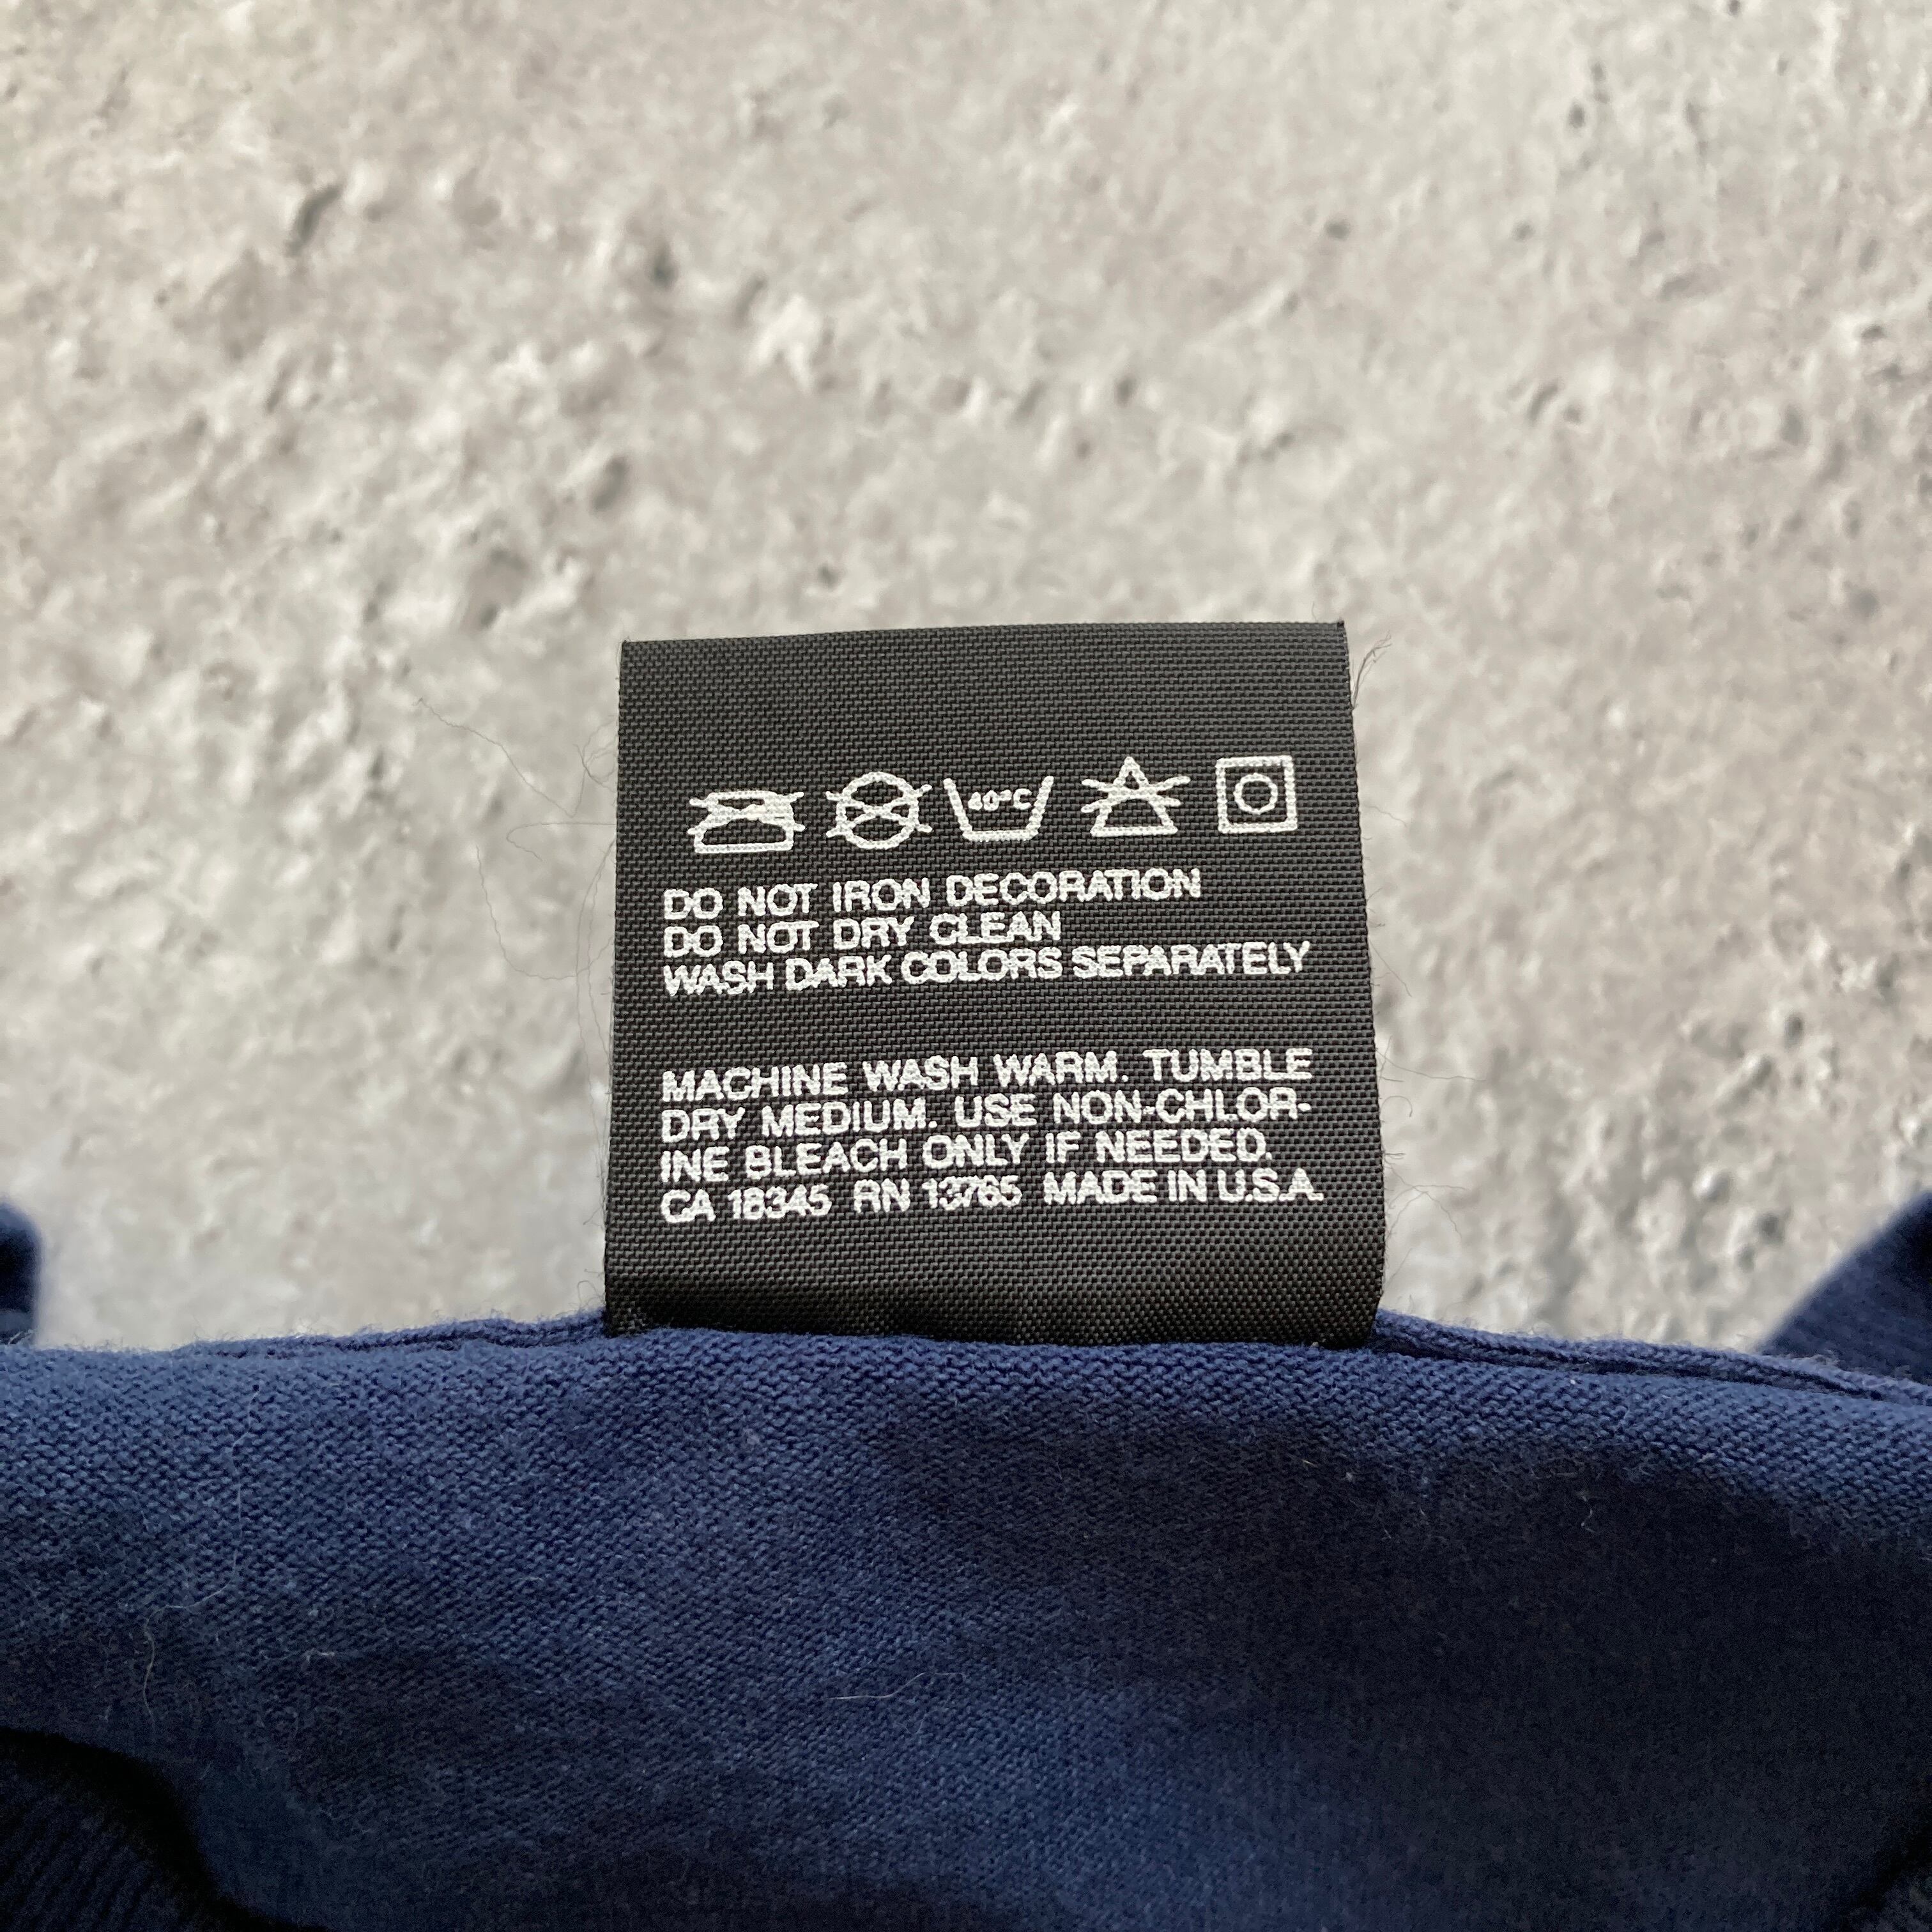 40°C
DO NOT IRON DECORATION
DO NOT DRY CLEAN
WASH DARK COLORS SEPARATELY
MACHINE WASH WARM. TUMBLE
DRY MEDIUM. USE NON-CHLOR-
INE BLEACH ONLY IF NEEDED.
CA 18345 RN 13765 MADE IN U.S.A.